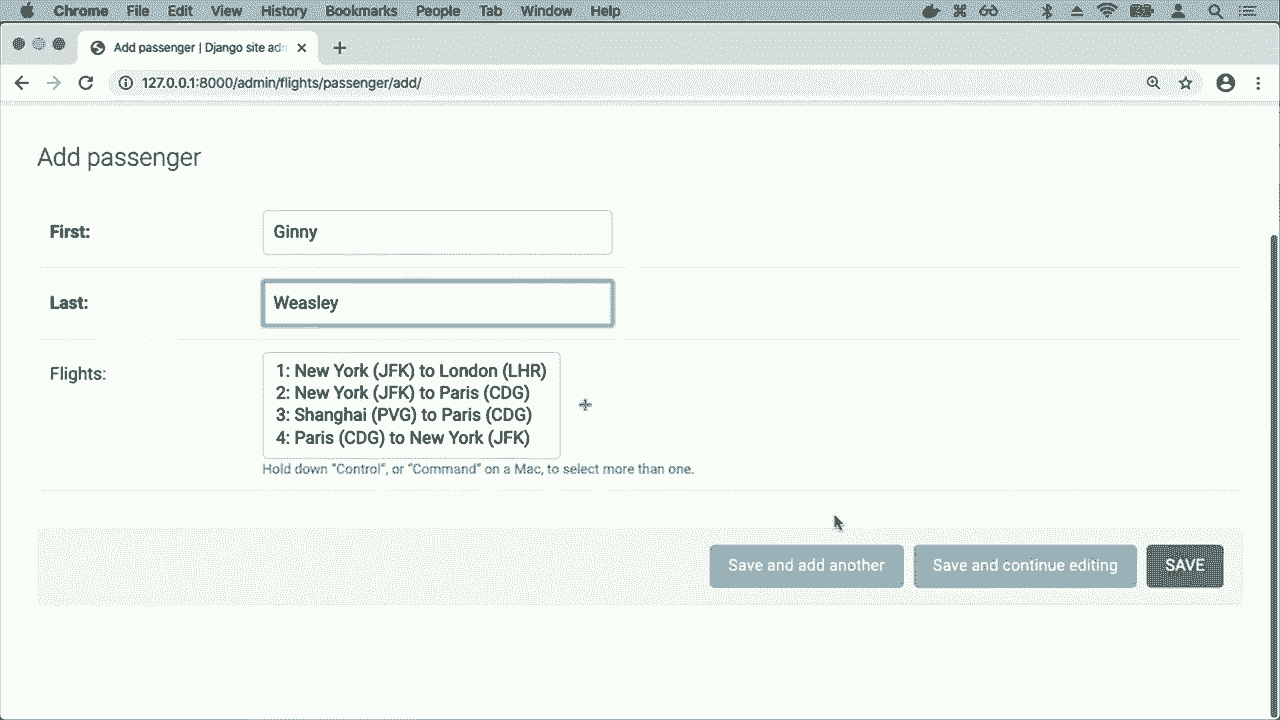 Chrome File Edit View History Bookmarks People Tab Window Help
Add passenger | Django site adn
127.0.0.1:8000/admin/flights/passenger/add/
Add passenger
First: Ginny
Last: Weasley
Flights:
1: New York (JFK) to London (LHR)
2: New York (JFK) to Paris (CDG)
3: Shanghai (PVG) to Paris (CDG)
4: Paris (CDG) to New York (JFK)
Hold down “Control”, or “Command” on a Mac, to select more than one.
Save and add another Save and continue editing SAVE